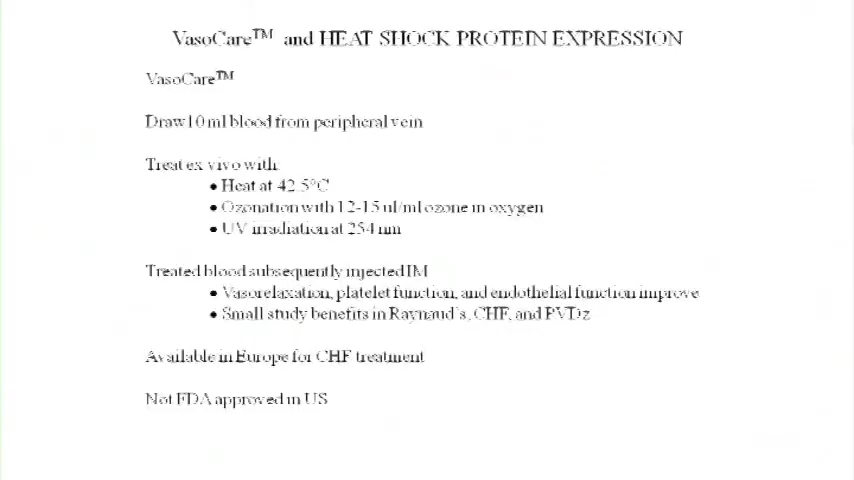 VasoCare™ and HEAT SHOCK PROTEIN EXPRESSION
VasoCare™
Draw10 ml blood from peripheral vein
Treat ex vivo with:
• Heat at 42.5°C
• Ozonation with 12-15 ul/ml ozone in oxygen
• UV irradiation at 254 nm
Treated blood subsequently injected IM
• Vasorelaxation, platelet function, and endothelial function improve
• Small study benefits in Raynaud's, CHF, and PVDz
Available in Europe for CHF treatment
Not FDA approved in US